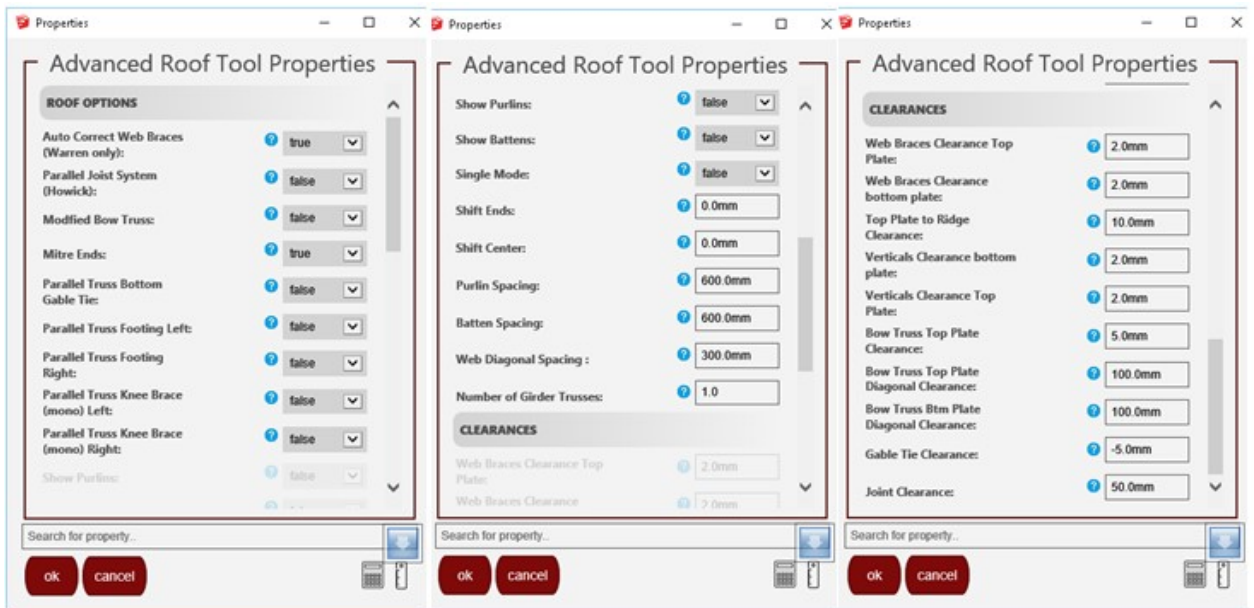 Properties
Advanced Roof Tool Properties
ROOF OPTIONS
Auto Correct Web Braces
(Warren only):
true
Parallel Joist System
(Howick):
false
Modfied Bow Truss:
false
Mitre Ends:
true
Parallel Truss Bottom
Gable Tie:
false
Parallel Truss Footing Left:
false
Parallel Truss Footing
Right:
false
Parallel Truss Knee Brace
(mono) Left:
false
Parallel Truss Knee Brace
(mono) Right:
false
Show Purlins:
false
Search for property..
ok
cancel
Properties
Advanced Roof Tool Properties
Show Purlins:
false
Show Battens:
false
Single Mode:
false
Shift Ends:
0.0mm
Shift Center:
0.0mm
Purlin Spacing:
600.0mm
Batten Spacing:
600.0mm
Web Diagonal Spacing :
300.0mm
Number of Girder Trusses:
1.0
CLEARANCES
Web Braces Clearance Top
Plate:
2.0mm
Web Braces Clearance
2.0mm
Search for property..
ok
cancel
Properties
Advanced Roof Tool Properties
CLEARANCES
Web Braces Clearance Top
Plate:
2.0mm
Web Braces Clearance
bottom plate:
2.0mm
Top Plate to Ridge
Clearance:
10.0mm
Verticals Clearance bottom
plate:
2.0mm
Verticals Clearance Top
Plate:
2.0mm
Bow Truss Top Plate
Clearance:
5.0mm
Bow Truss Top Plate
Diagonal Clearance:
100.0mm
Bow Truss Btm Plate
Diagonal Clearance:
100.0mm
Gable Tie Clearance:
-5.0mm
Joint Clearance:
50.0mm
Search for property..
ok
cancel